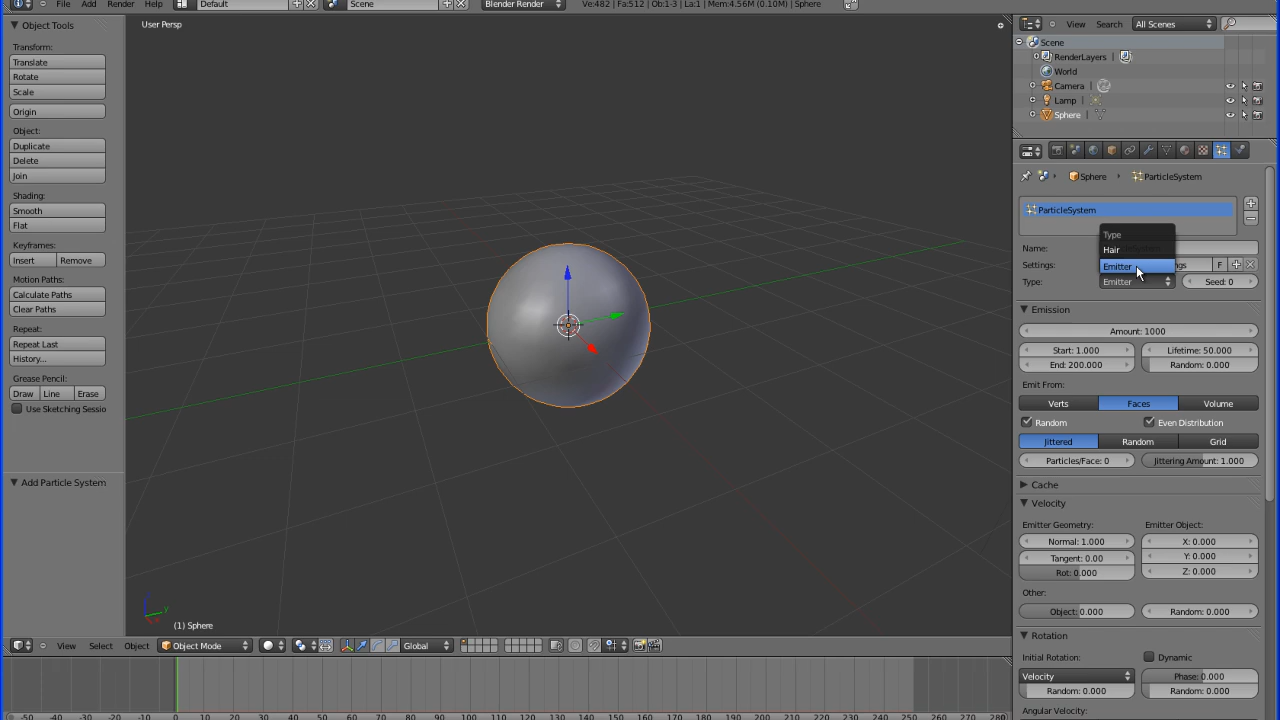 File Add Render Help Default Scene Blender Render Ve:482 | Fa:512 | Ob:1-3 | La:1 | Mem:4.56M (0.10M) | Sphere
Object Tools
Transform:
Translate
Rotate
Scale
Origin
Object:
Duplicate
Delete
Join
Shading:
Smooth
Flat
Keyframes:
Insert Remove
Motion Paths:
Calculate Paths
Clear Paths
Repeat:
Repeat Last
History...
Grease Pencil:
Draw Line Erase
Use Sketching Sessio
Add Particle System
User Persp
(1) Sphere
View Select Object Object Mode Global
-50 -40 -30 -20 -10 0 10 20 30 40 50 60 70 80 90 100 110 120 130 140 150 160 170 180 190 200 210 220 230 240 250 260 270 280
View Search All Scenes
Scene
RenderLayers |
World
Camera |
Lamp |
Sphere |
Sphere ParticleSystem
ParticleSystem
Type
Hair
Emitter
Name:
Settings: ngs F
Type: Emitter Seed: 0
Emission
Amount: 1000
Start: 1.000 Lifetime: 50.000
End: 200.000 Random: 0.000
Emit From:
Verts Faces Volume
Random Even Distribution
Jittered Random Grid
Particles/Face: 0 Jittering Amount: 1.000
Cache
Velocity
Emitter Geometry: Emitter Object:
Normal: 1.000 X: 0.000
Tangent: 0.00 Y: 0.000
Rot: 0.000 Z: 0.000
Other:
Object: 0.000 Random: 0.000
Rotation
Initial Rotation: Dynamic
Velocity Phase: 0.000
Random: 0.000 Random: 0.000
Angular Velocity: